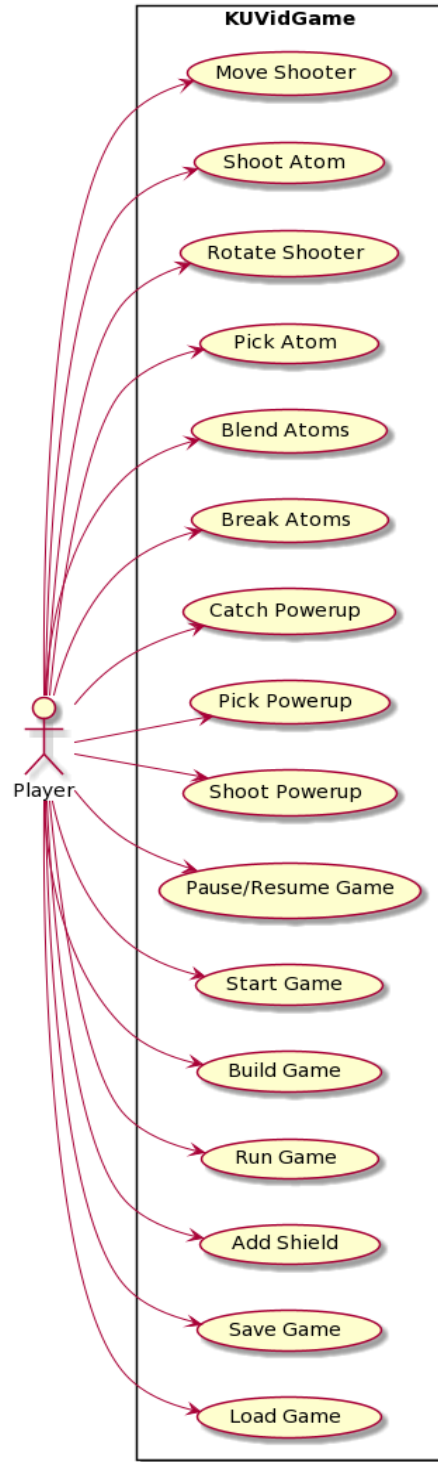 KUVidGame
Move Shooter
Shoot Atom
Rotate Shooter
Pick Atom
Blend Atoms
Break Atoms
Catch Powerup
Pick Powerup
Player
Shoot Powerup
Pause/Resume Game
Start Game
Build Game
Run Game
Add Shield
Save Game
Load Game